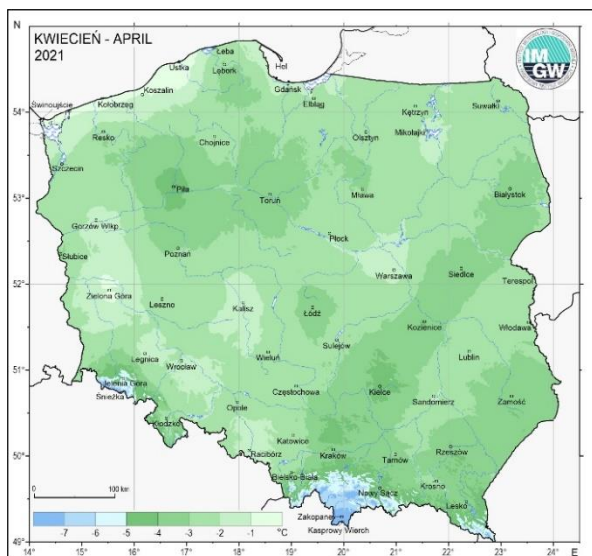 KWIECIEŃ - APRIL
2021
IMGW
Łeba
Ustka
Hel
Lębork
Koszalin
Gdańsk
Elbląg
Suwałki
Świnoujście
Kołobrzeg
Kętrzyn
Resko
Chojnice
Olsztyn
Mikołajki
Szczecin
Piła
Toruń
Mława
Białystok
Gorzów Wlkp
Płock
Słubice
Poznań
Warszawa
Siedlce
Terespol
Zielona Góra
Leszno
Kalisz
Łódź
Kozienice
Włodawa
Sulejów
Legnica
Wrocław
Wieluń
Lublin
Jelenia Góra
Śnieżka
Częstochowa
Kielce
Sandomierz
Zamość
Kłodzko
Opole
Katowice
Racibórz
Kraków
Tarnów
Rzeszów
Bielsko-Biała
Nowy Sącz
Krosno
Lesko
Zakopane
Kasprowy Wierch
0 100 km
-7 -6 -5 -4 -3 -2 -1 °C
54°
53°
52°
51°
50°
49°
14° 15° 16° 17° 18° 19° 20° 21° 22° 23° 24° E